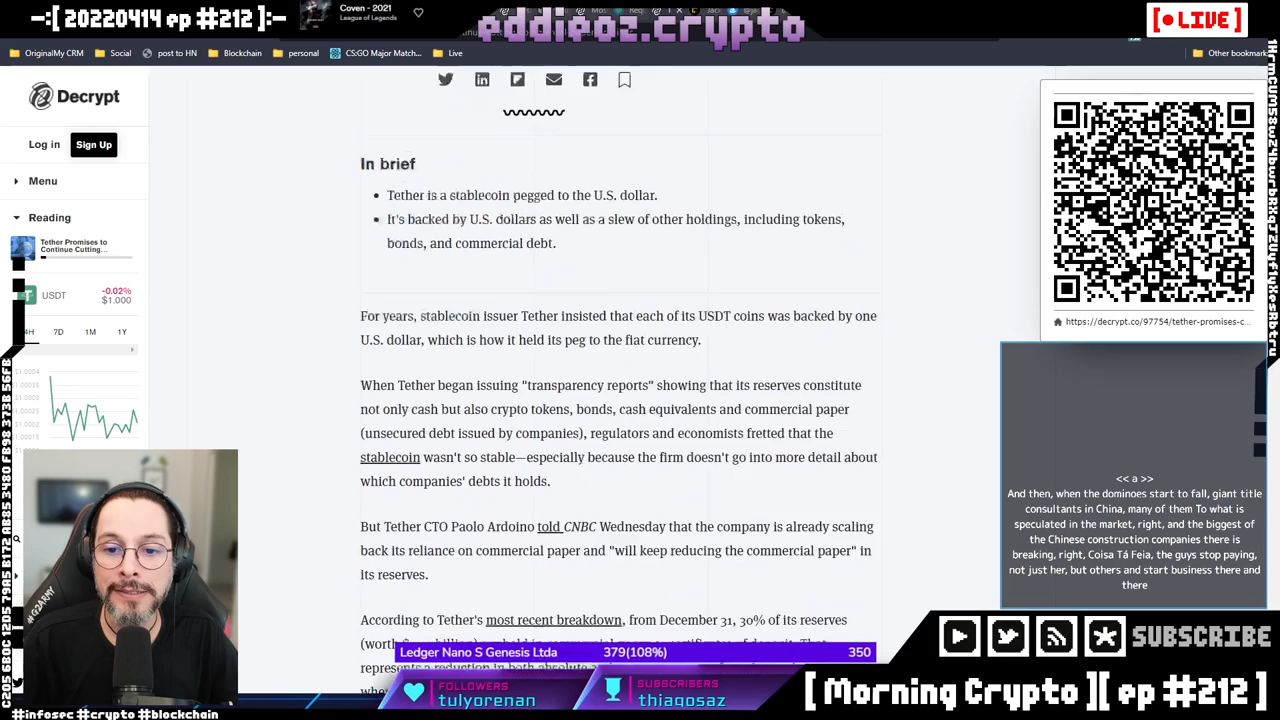 -:[ 20220414 ep #212 ]:-
Coven - 2021
League of Legends
eddieoz.crypto
[ LIVE ]
OriginalMy CRM
Social
post to HN
Blockchain
personal
CS:GO Major Match...
Live
Other bookmark
Decrypt
Log in
Sign Up
Menu
Reading
Tether Promises to
Continue Cutting...
USDT
-0.02%
$1.000
7D
1M
1Y
In brief
Tether is a stablecoin pegged to the U.S. dollar.
It's backed by U.S. dollars as well as a slew of other holdings, including tokens,
bonds, and commercial debt.
For years, stablecoin issuer Tether insisted that each of its USDT coins was backed by one
U.S. dollar, which is how it held its peg to the fiat currency.
When Tether began issuing "transparency reports" showing that its reserves constitute
not only cash but also crypto tokens, bonds, cash equivalents and commercial paper
(unsecured debt issued by companies), regulators and economists fretted that the
stablecoin wasn't so stable—especially because the firm doesn't go into more detail about
which companies' debts it holds.
But Tether CTO Paolo Ardoino told CNBC Wednesday that the company is already scaling
back its reliance on commercial paper and "will keep reducing the commercial paper" in
its reserves.
According to Tether's most recent breakdown, from December 31, 30% of its reserves
https://decrypt.co/97754/tether-promises-c...
<< a >>
And then, when the dominoes start to fall, giant title
consultants in China, many of them To what is
speculated in the market, right, and the biggest of
the Chinese construction companies there is
breaking, right, Coisa Tá Feia, the guys stop paying,
not just her, but others and start business there and
there
Ledger Nano S Genesis Ltda 379(108%) 350
FOLLOWERS
tulyorenan
SUBSCRIBERS
thiagosaz
SUBSCRIBE
[ Morning Crypto ][ ep #212 ]
#infosec #crypto #blockchain